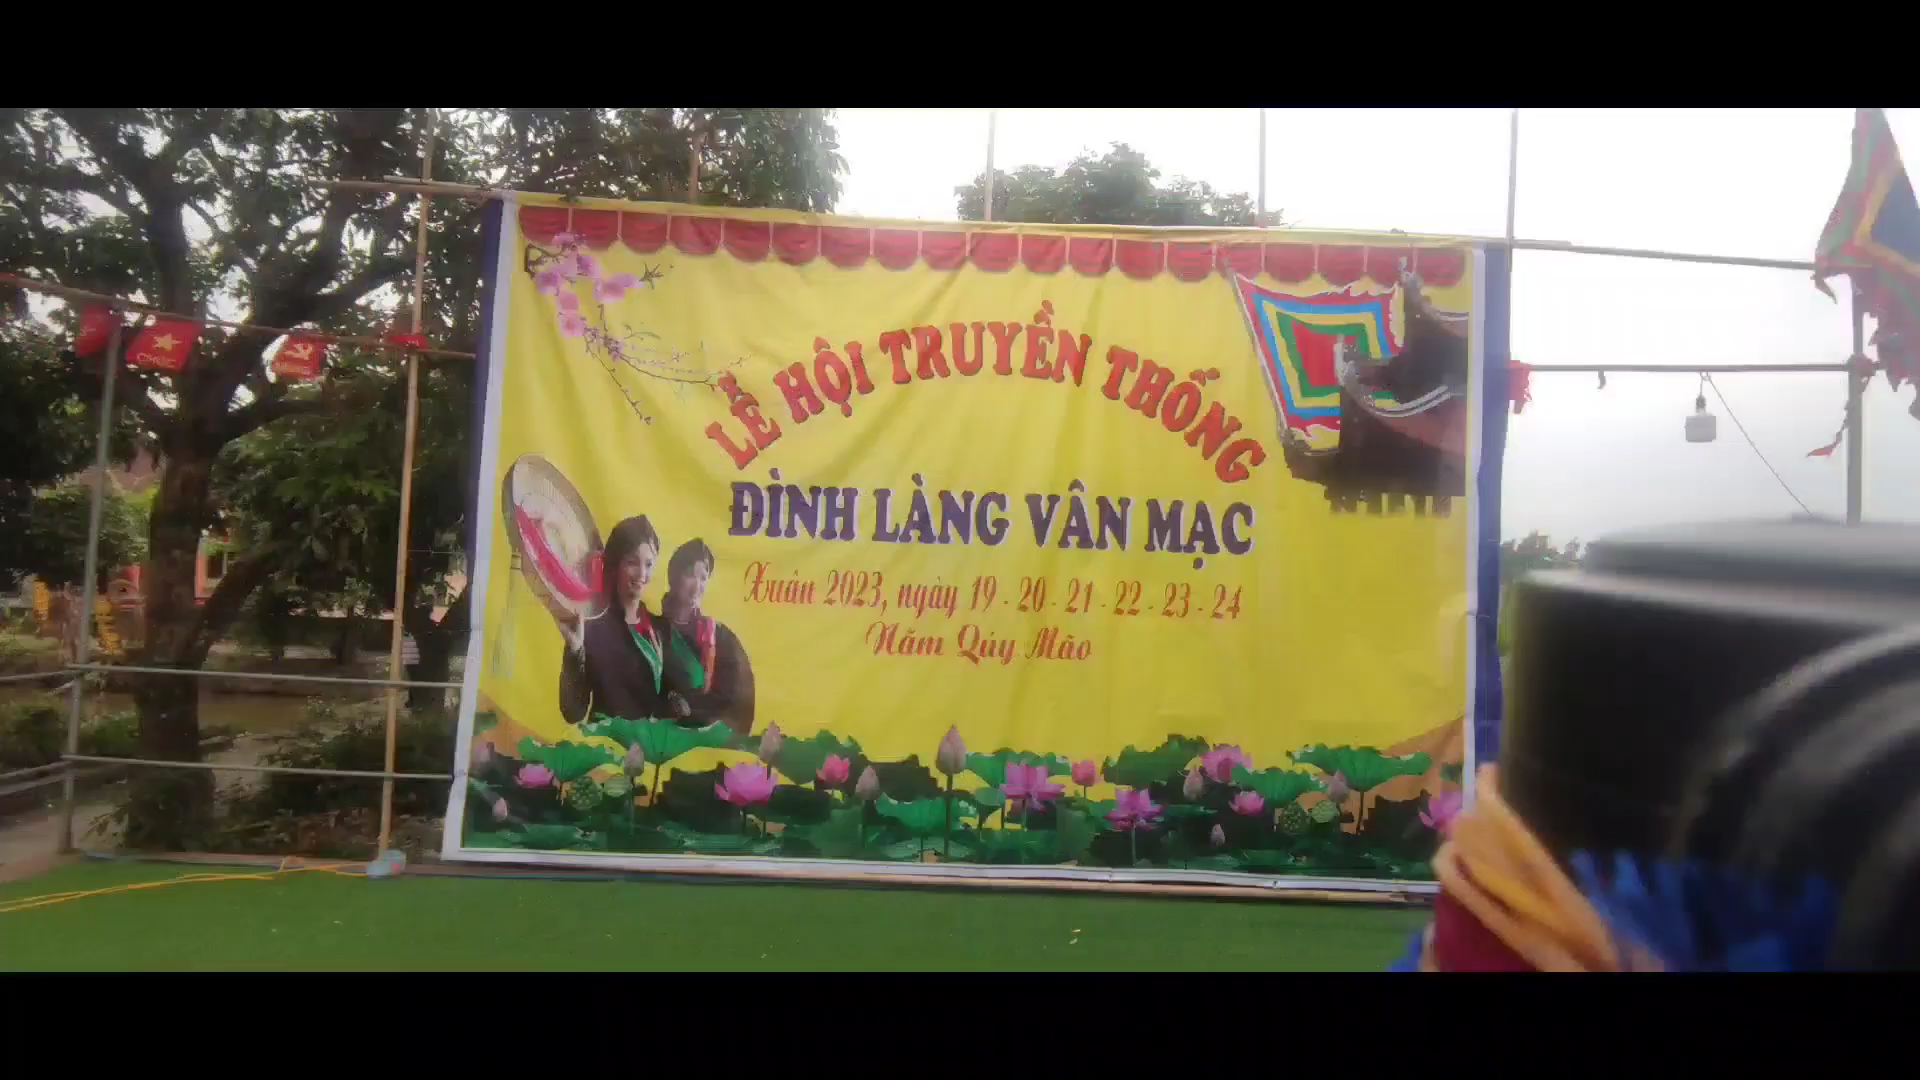 LỄ HỘI TRUYỀN THỐNG
ĐÌNH LÀNG VÂN MẠC
Xuân 2023, ngày 19 - 20 - 21 - 22 - 23 - 24
Năm Qúy Mão